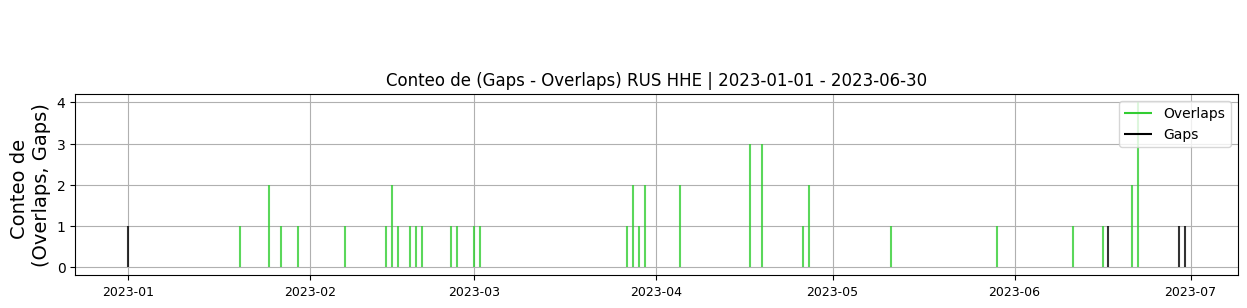 Conteo de (Gaps - Overlaps) RUS HHE | 2023-01-01 - 2023-06-30
Conteo de
(Overlaps, Gaps)
4
3
2
1
0
Overlaps
Gaps
2023-01 2023-02 2023-03 2023-04 2023-05 2023-06 2023-07